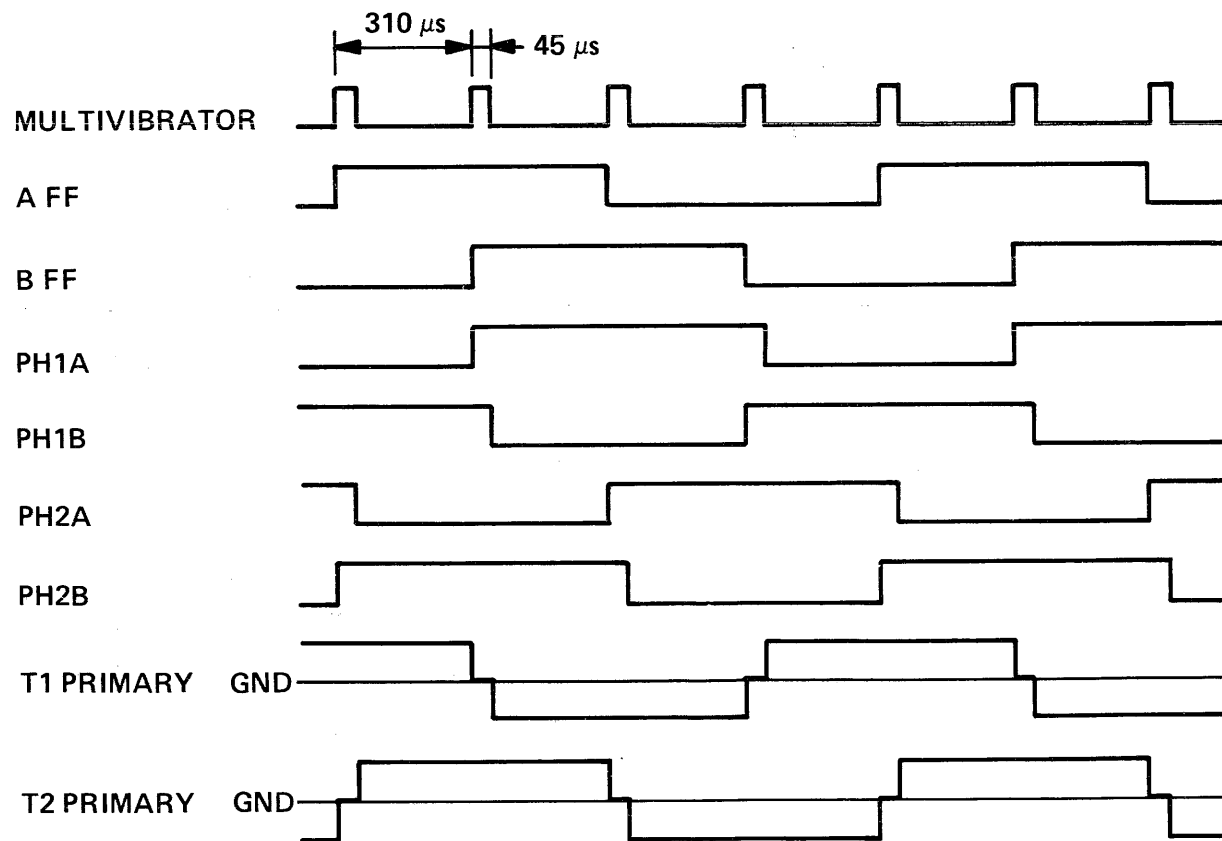 310 μs
45 μs
MULTIVIBRATOR
A FF
B FF
PH1A
PH1B
PH2A
PH2B
T1 PRIMARY GND
T2 PRIMARY GND